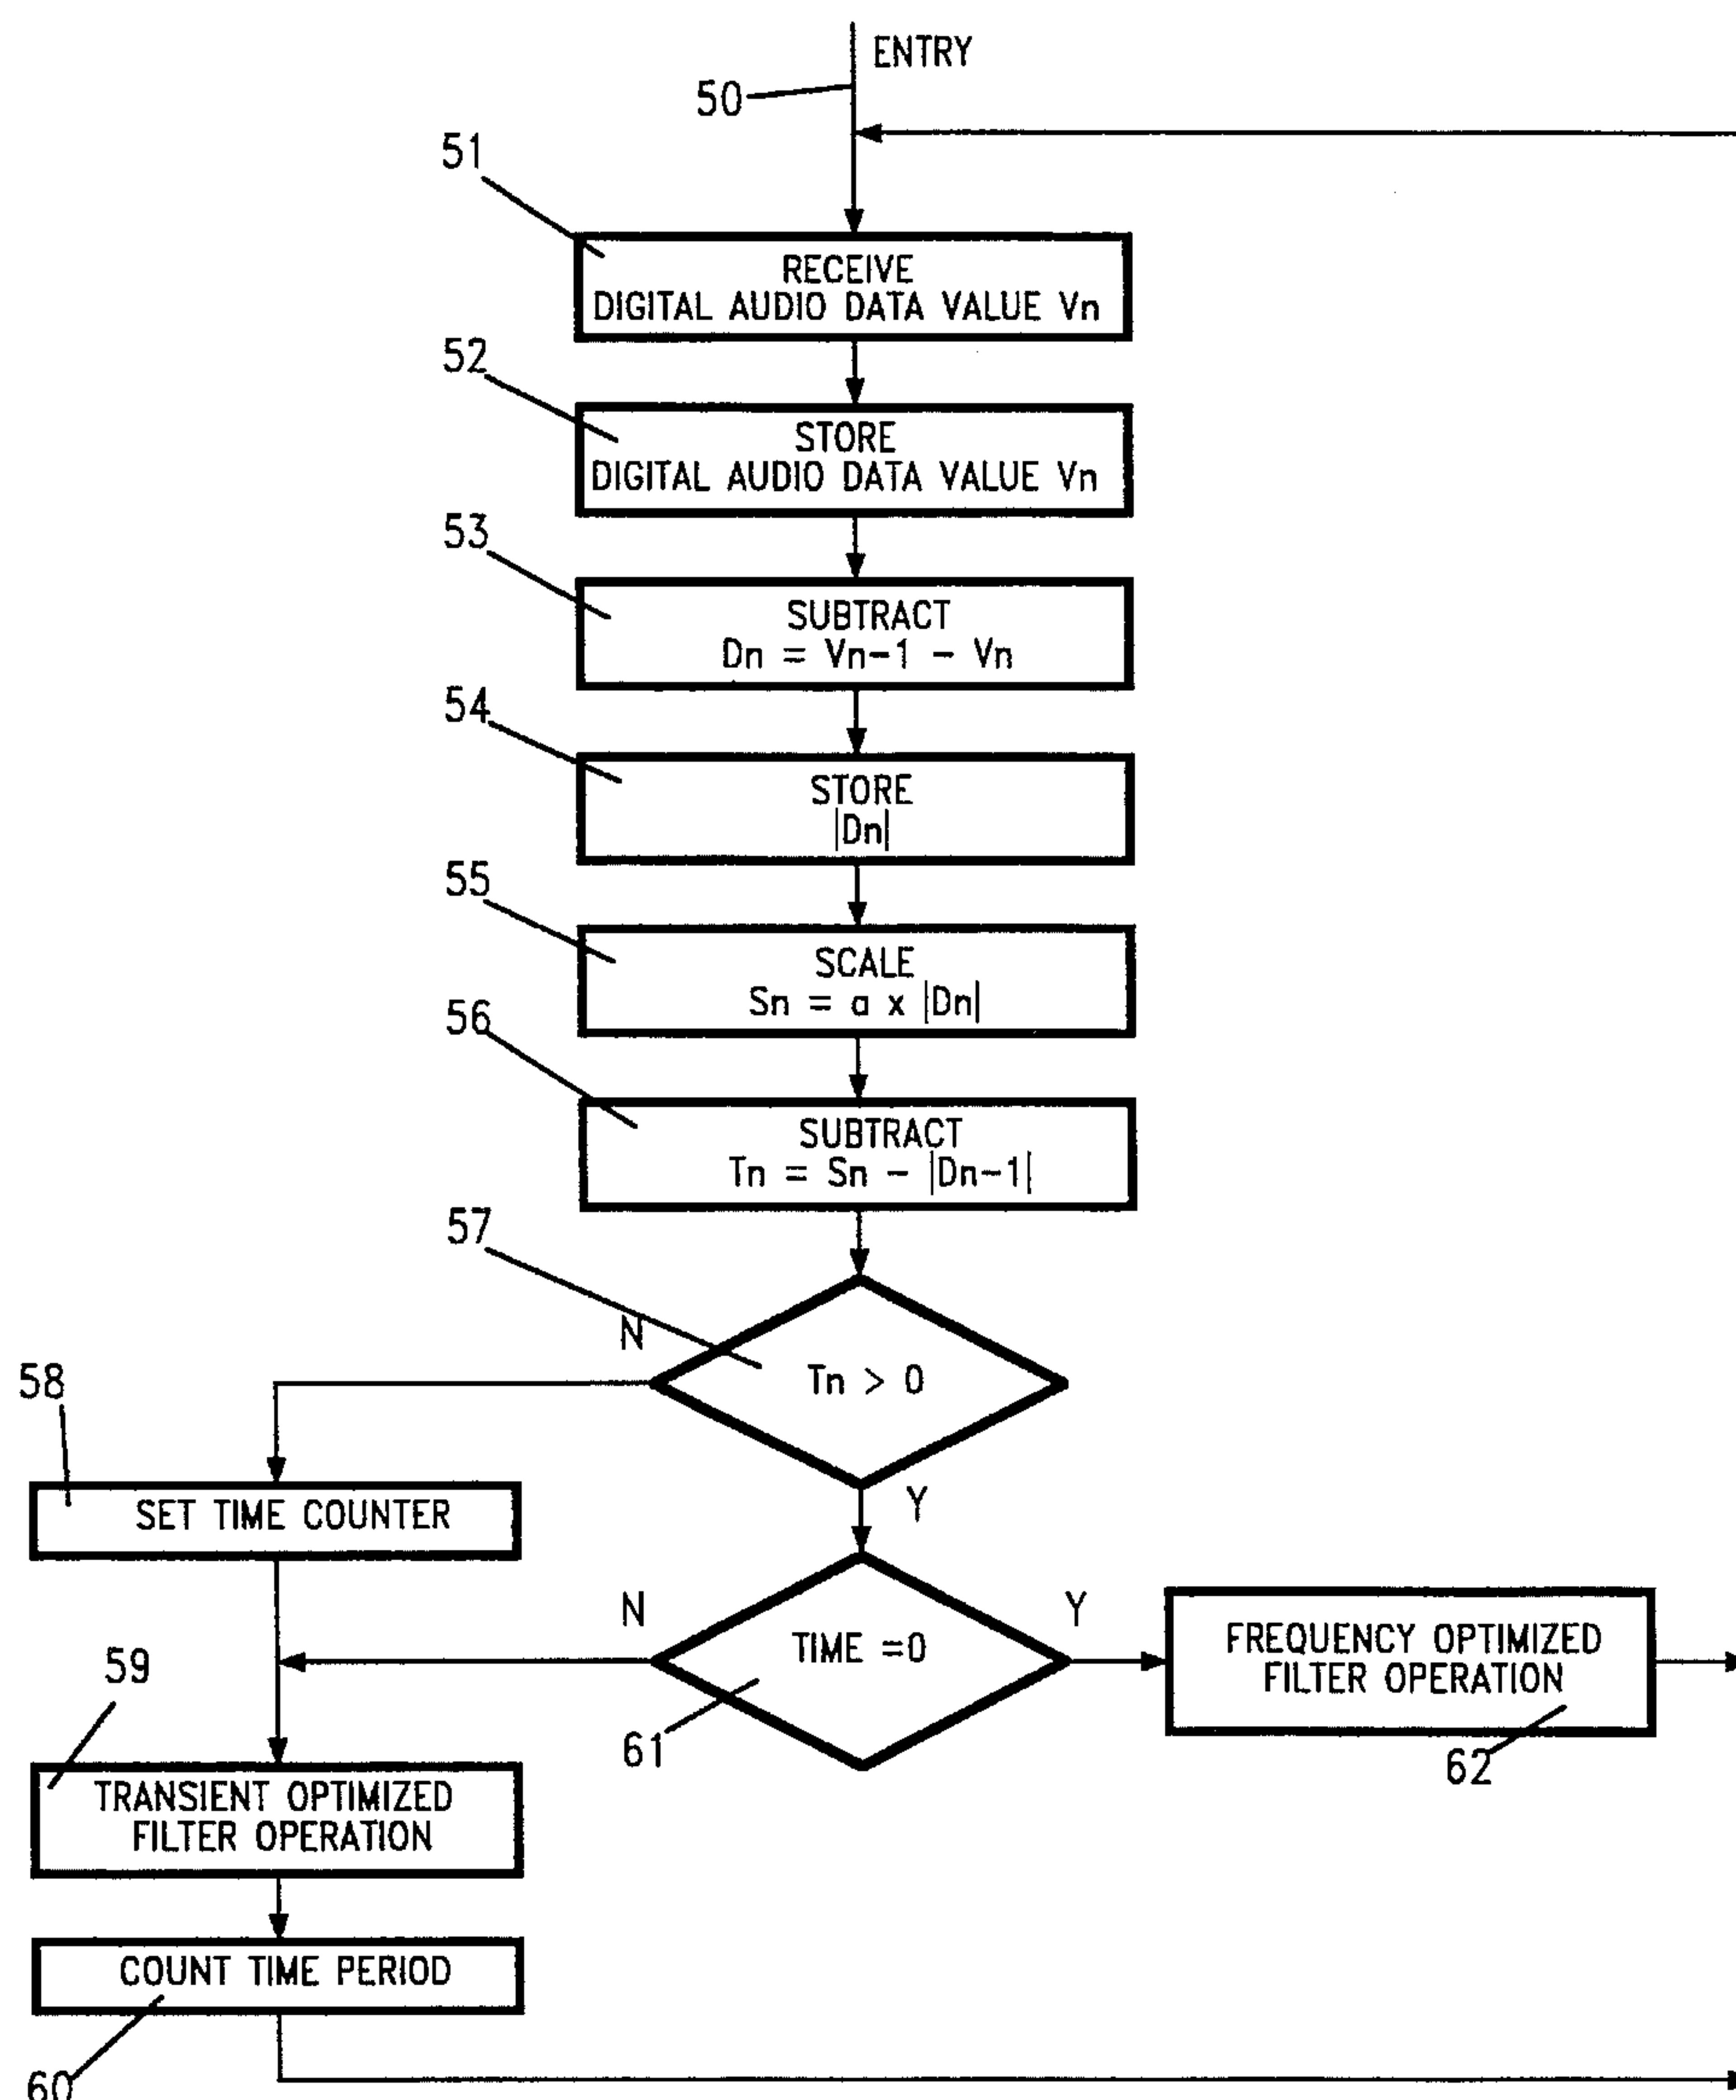 ENTRY
50
51
RECEIVE
DIGITAL AUDIO DATA VALUE Vn
52
STORE
DIGITAL AUDIO DATA VALUE Vn
53
SUBTRACT
Dn = Vn-1 - Vn
54
STORE
|Dn|
55
SCALE
Sn = a x |Dn|
56
SUBTRACT
Tn = Sn - |Dn-1|
57
N
Tn > 0
58
Y
SET TIME COUNTER
N
Y
TIME =0
59
FREQUENCY OPTIMIZED
FILTER OPERATION
61
62
TRANSIENT OPTIMIZED
FILTER OPERATION
COUNT TIME PERIOD
60